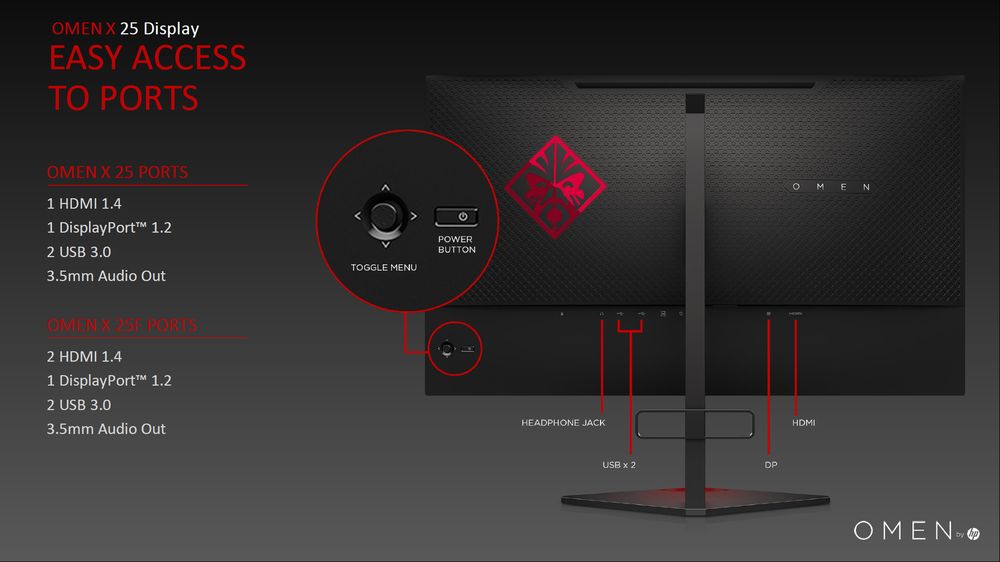 OMEN X 25 Display
EASY ACCESS
TO PORTS
OMEN X 25 PORTS
1 HDMI 1.4
1 DisplayPort™ 1.2
2 USB 3.0
3.5mm Audio Out
OMEN X 25F PORTS
2 HDMI 1.4
1 DisplayPort™ 1.2
2 USB 3.0
3.5mm Audio Out
TOGGLE MENU
POWER
BUTTON
OMEN
HEADPHONE JACK
USB x 2
DP
HDMI
OMEN by hp